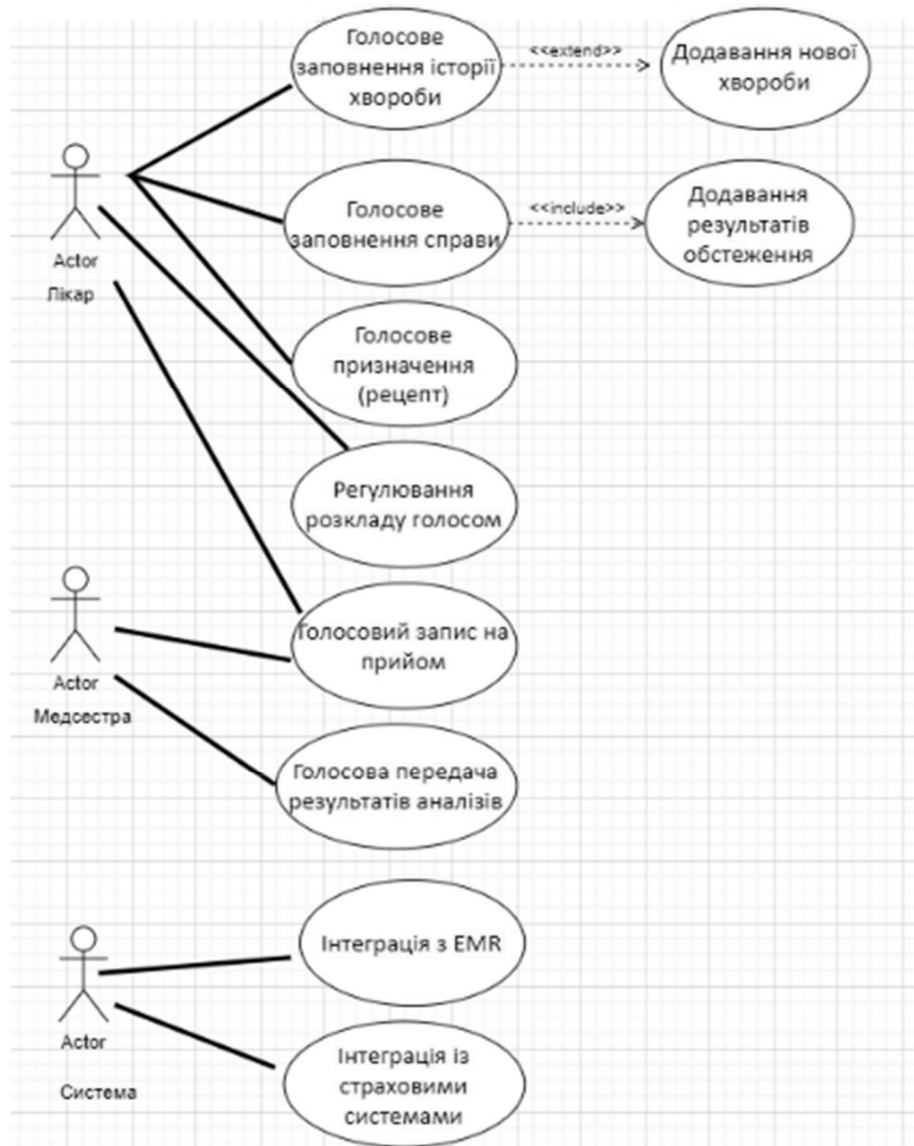 Голосове
заповнення історії
хвороби
<<extend>>
Додавання нової
хвороби
Actor
Лікар
Голосове
заповнення справи
<<include>>
Додавання
результатів
обстеження
Голосове
призначення
(рецепт)
Регулювання
розкладу голосом
Actor
Медсестра
Голосовий запис на
прийом
Голосова передача
результатів аналізів
Actor
Система
Інтеграція з EMR
Інтеграція із
страховими
системами